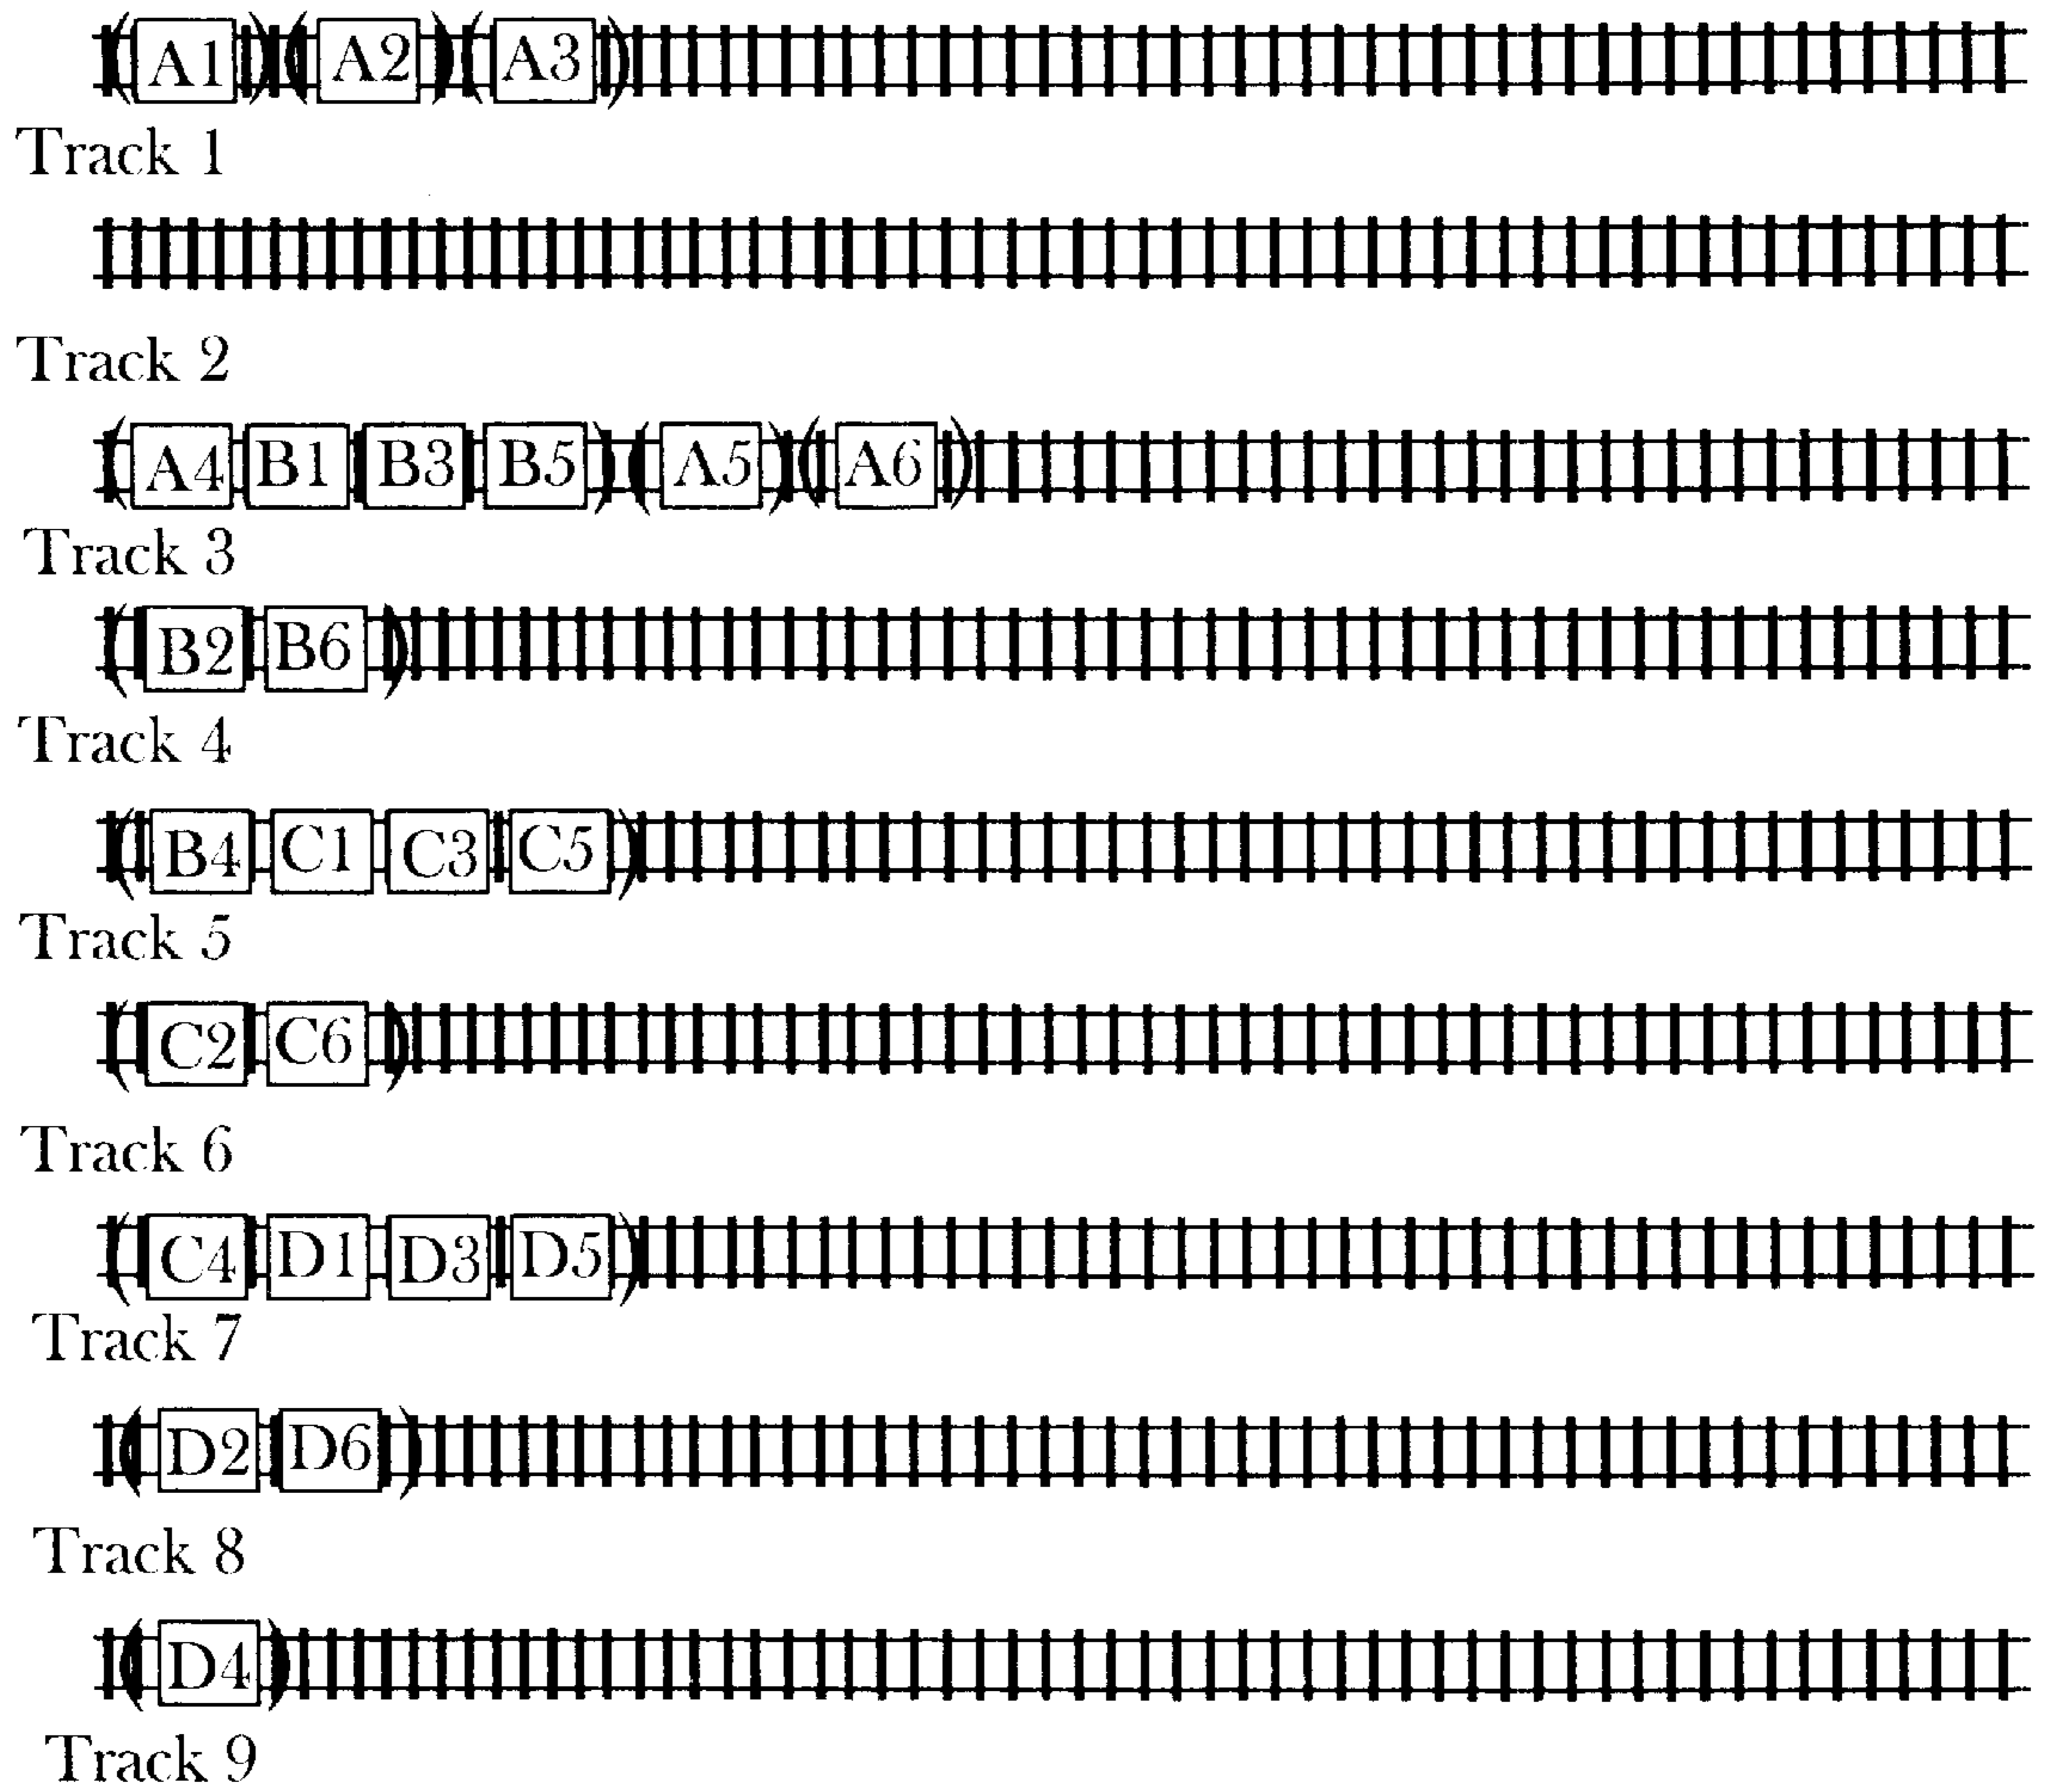 (A1) (A2) (A3)
Track 1
Track 2
(A4 B1 B3 B5) (A5) (A6)
Track 3
(B2 B6)
Track 4
(B4 C1 C3 C5)
Track 5
(C2 C6)
Track 6
(C4 D1 D3 D5)
Track 7
(D2 D6)
Track 8
(D4)
Track 9